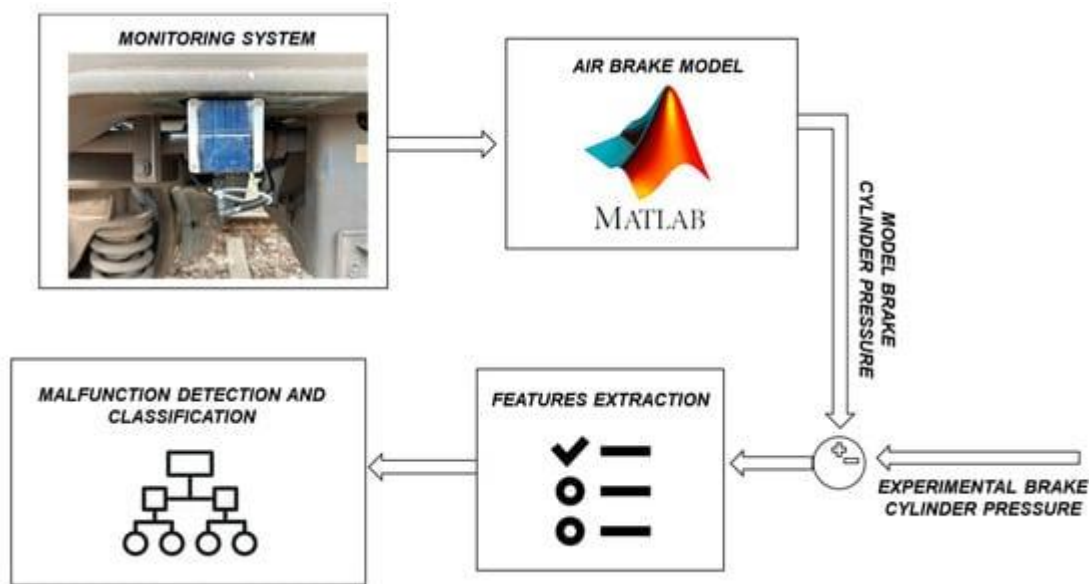 MONITORING SYSTEM
AIR BRAKE MODEL
MATLAB
MODEL BRAKE
CYLINDER PRESSURE
MALFUNCTION DETECTION AND
CLASSIFICATION
FEATURES EXTRACTION
+
-
EXPERIMENTAL BRAKE
CYLINDER PRESSURE